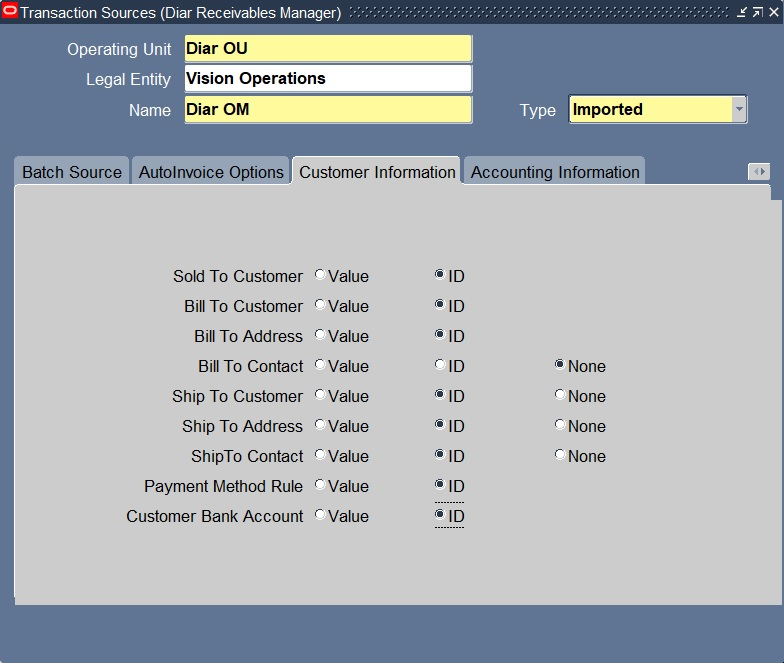 Transaction Sources (Diar Receivables Manager)
Operating Unit Diar OU
Legal Entity Vision Operations
Name Diar OM Type Imported
Batch Source AutoInvoice Options Customer Information Accounting Information
Sold To Customer Value ID
Bill To Customer Value ID
Bill To Address Value ID
Bill To Contact Value ID None
Ship To Customer Value ID None
Ship To Address Value ID None
ShipTo Contact Value ID None
Payment Method Rule Value ID
Customer Bank Account Value ID